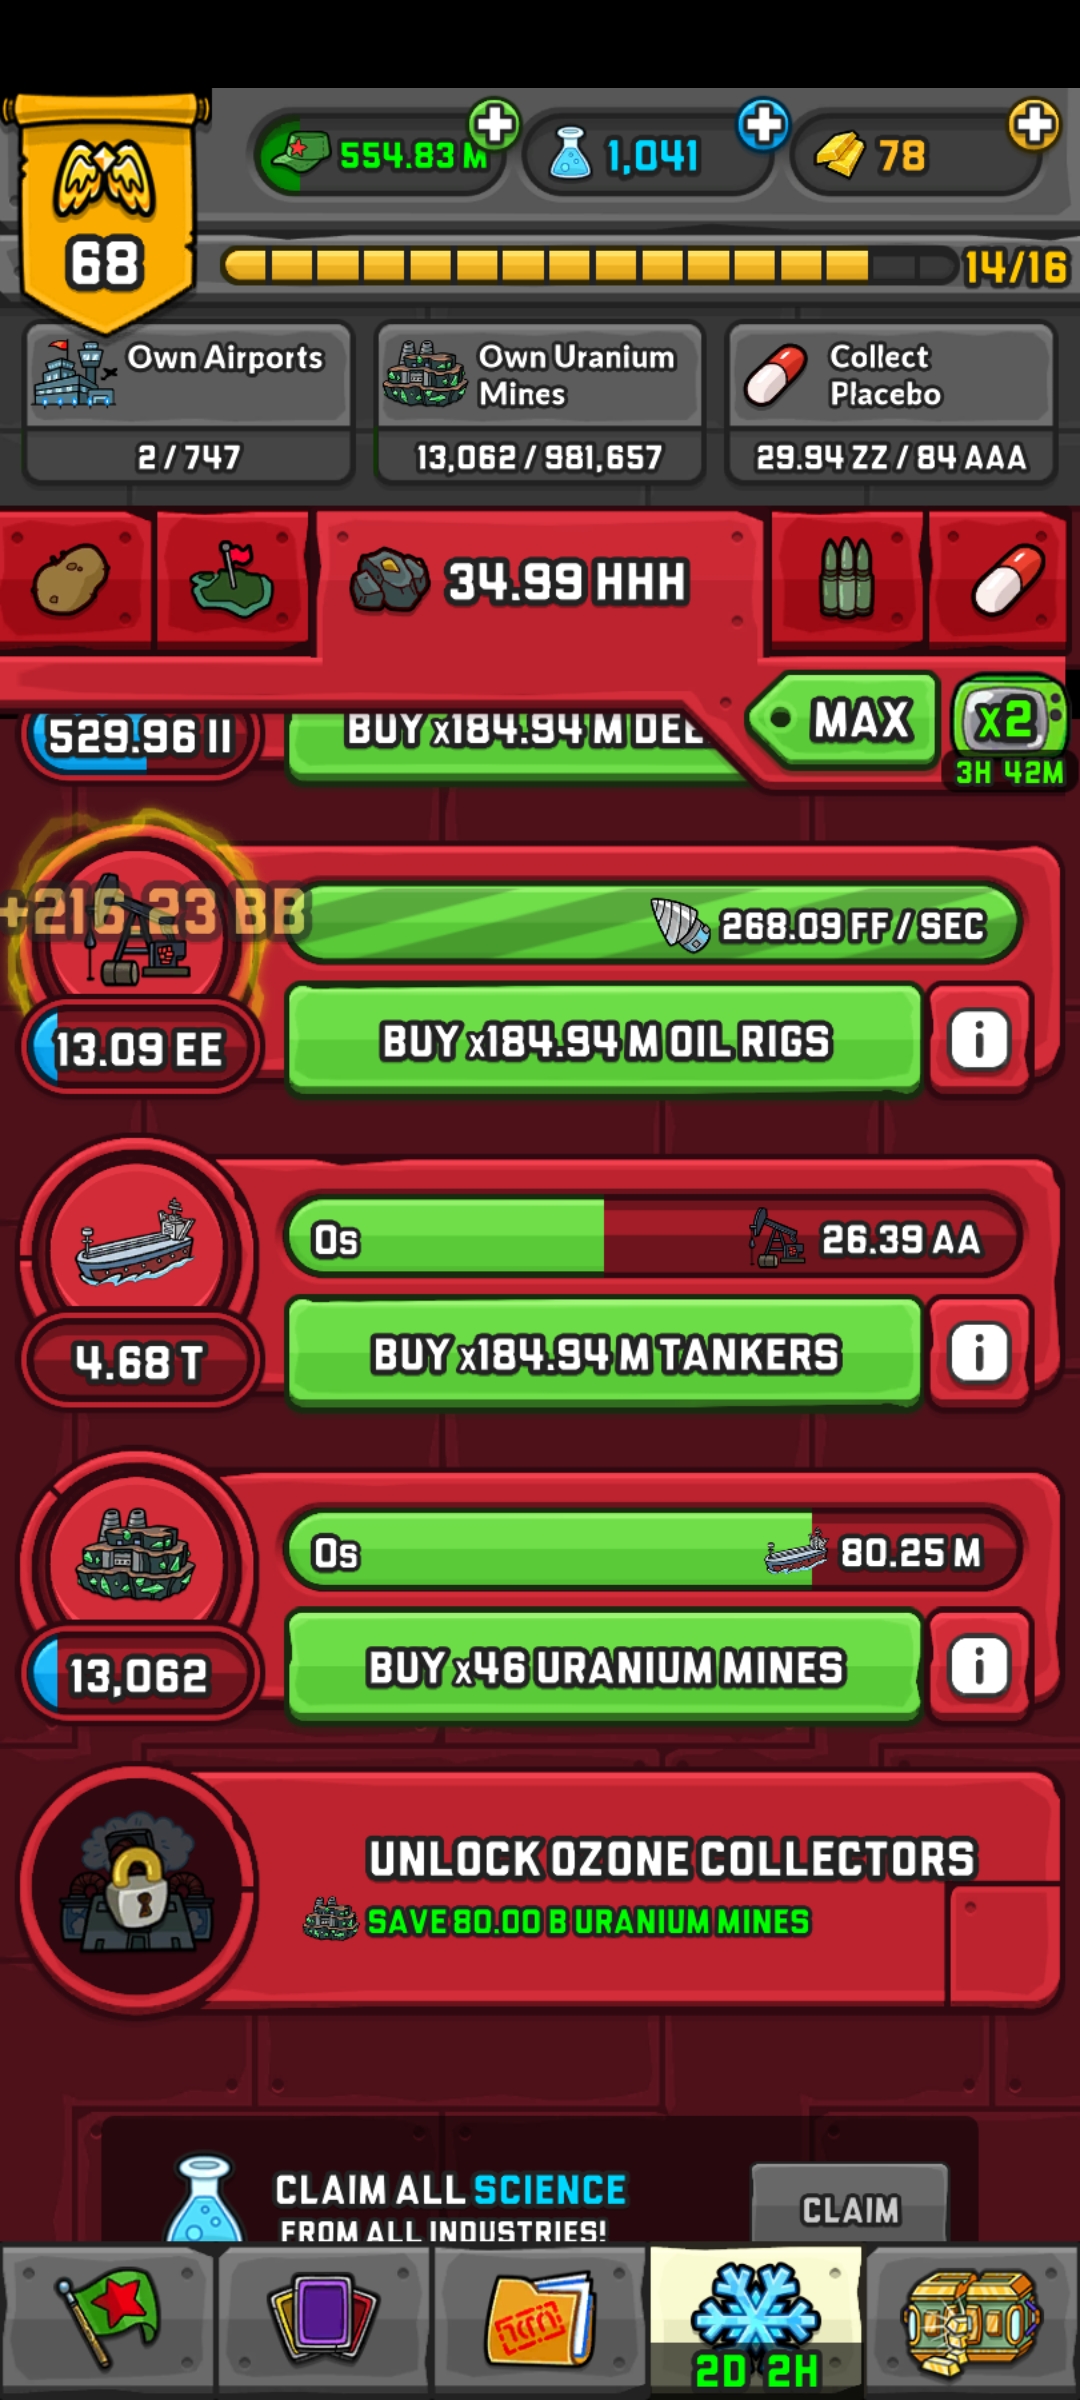 554.83 M
1,041
78
68
14/16
Own Airports
2 / 747
Own Uranium
Mines
13,062 / 981,657
Collect
Placebo
29.94 ZZ / 84 AAA
34.99 HHH
MAX
x2
3H 42M
529.96 II
BUY x184.94 M DEE
+216.23 BB
268.09 FF / SEC
13.09 EE
BUY x184.94 M OIL RIGS
i
0s
26.39 AA
4.68 T
BUY x184.94 M TANKERS
i
0s
80.25 M
13,062
BUY x46 URANIUM MINES
i
UNLOCK OZONE COLLECTORS
SAVE 80.00 B URANIUM MINES
CLAIM ALL SCIENCE
FROM ALL INDUSTRIES!
CLAIM
2D 2H